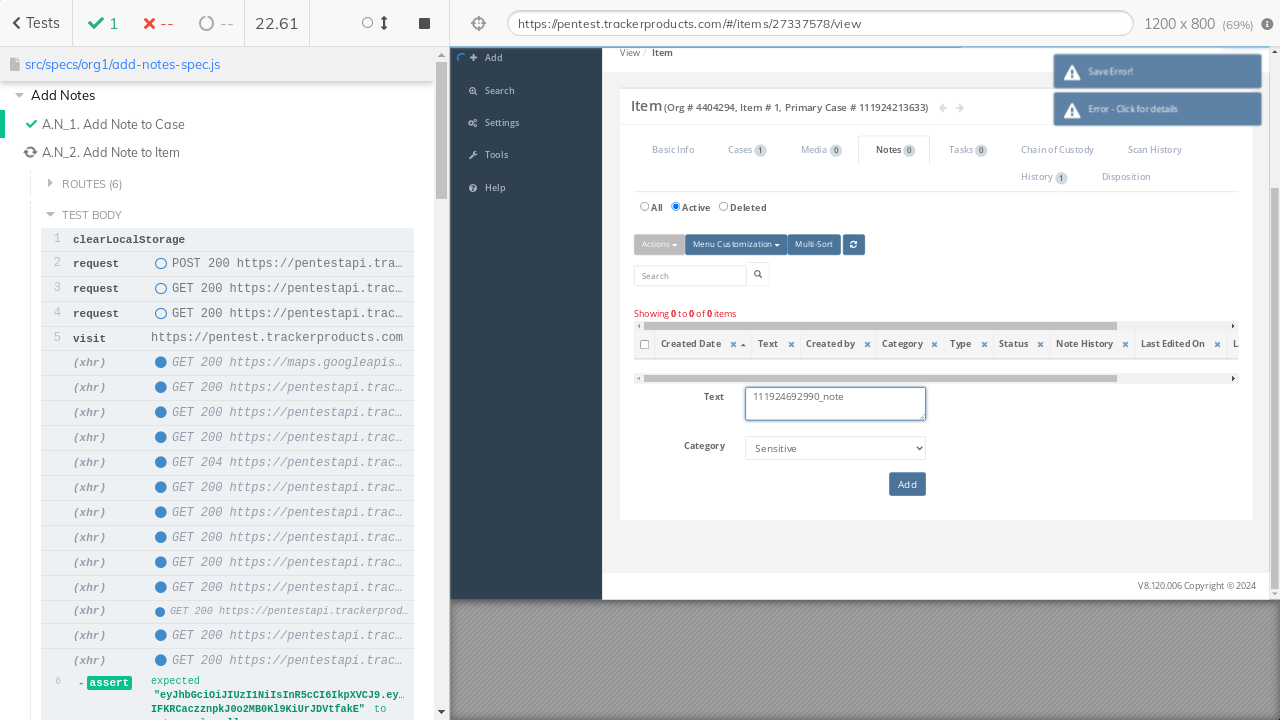 Tests
1
--
--
22.61
https://pentest.trackerproducts.com/#/items/27337578/view
1200 x 800 (69%)
src/specs/org1/add-notes-spec.js
Add Notes
A.N_1. Add Note to Case
A.N_2. Add Note to Item
ROUTES (6)
TEST BODY
1 clearLocalStorage
2 request POST 200 https://pentestapi.tra...
3 request GET 200 https://pentestapi.trac...
4 request GET 200 https://pentestapi.trac...
5 visit https://pentest.trackerproducts.com
(xhr) GET 200 https://maps.googleapis...
(xhr) GET 200 https://pentestapi.trac...
(xhr) GET 200 https://pentestapi.trac...
(xhr) GET 200 https://pentestapi.trac...
(xhr) GET 204 https://pentestapi.trac...
(xhr) GET 200 https://pentestapi.trac...
(xhr) GET 200 https://pentestapi.trac...
(xhr) GET 200 https://pentestapi.trac...
(xhr) GET 200 https://pentestapi.trac...
(xhr) GET 200 https://pentestapi.trac...
(xhr) GET 200 https://pentestapi.trackerprod...
(xhr) GET 200 https://pentestapi.trac...
(xhr) GET 200 https://pentestapi.trac...
6 - assert expected
"eyJhbGciOiJIUzI1NiIsInR5cCI6IkpXVCJ9.ey...
IFKRCaczznpkJ0o2MB0Kl9KiUrJDVtfakE" to
Add
Search
Settings
Tools
Help
View / Item
Save Error!
Error - Click for details
Item (Org # 4404294, Item # 1, Primary Case # 111924213633)
Basic Info
Cases 1
Media 0
Notes 0
Tasks 0
Chain of Custody
Scan History
History 1
Disposition
All Active Deleted
Actions Menu Customization Multi-Sort
Search
Showing 0 to 0 of 0 items
Created Date Text Created by Category Type Status Note History Last Edited On L
Text 111924692990_note
Category Sensitive
Add
V8.120.006 Copyright © 2024